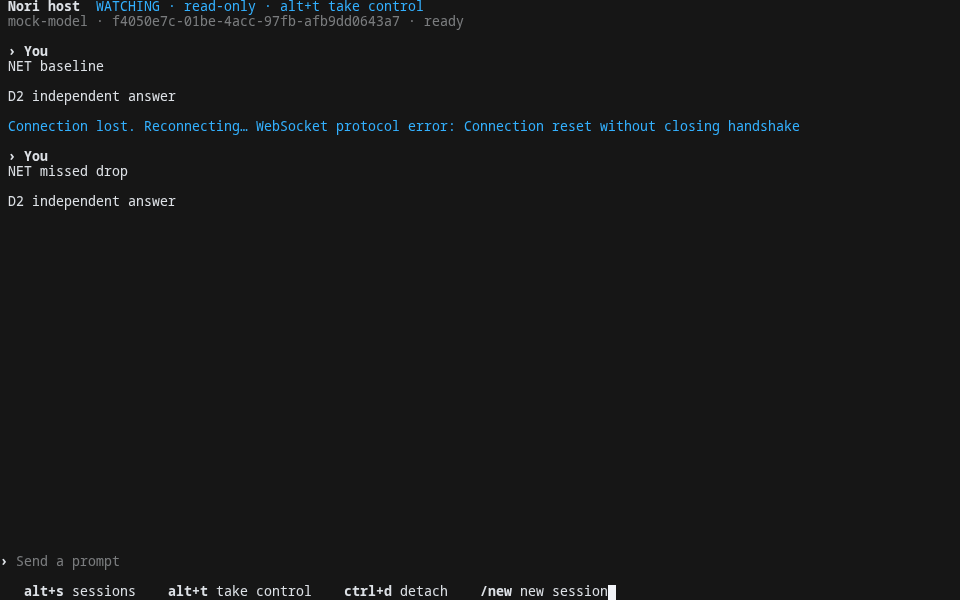 Nori host  WATCHING · read-only · alt+t take control
mock-model · f4050e7c-01be-4acc-97fb-afb9dd0643a7 · ready
› You
NET baseline
D2 independent answer
Connection lost. Reconnecting… WebSocket protocol error: Connection reset without closing handshake
› You
NET missed drop
D2 independent answer
› Send a prompt
alt+s sessions    alt+t take control    ctrl+d detach    /new new session